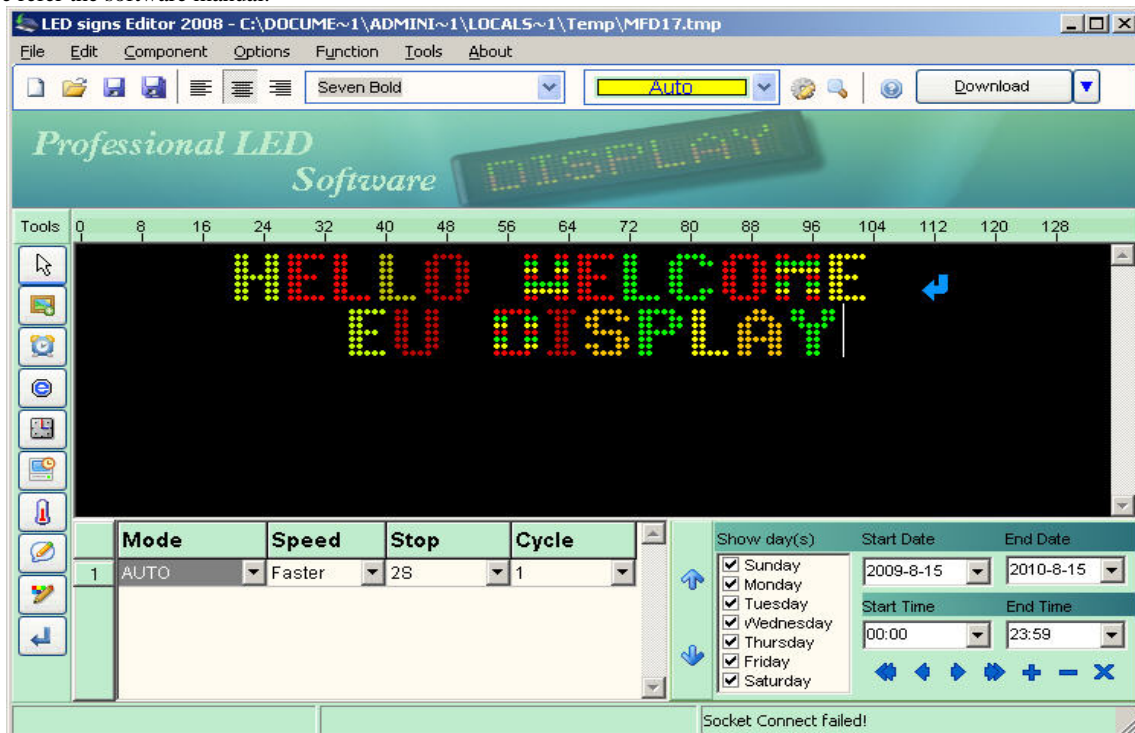 e refer the software manual.
LED signs Editor 2008 - C:\DOCUME~1\ADMINI~1\LOCALS~1\Temp\MFD17.tmp
File Edit Component Options Function Tools About
Seven Bold Auto Download
Professional LED
Software
DISPLAY
Tools 0 8 16 24 32 40 48 56 64 72 80 88 96 104 112 120 128
HELLO WELCOME
EU DISPLAY
Mode Speed Stop Cycle
1 AUTO Faster 2S 1
Show day(s) Start Date End Date
Sunday 2009-8-15 2010-8-15
Monday
Tuesday Start Time End Time
Wednesday 00:00 23:59
Thursday
Friday
Saturday
Socket Connect failed!